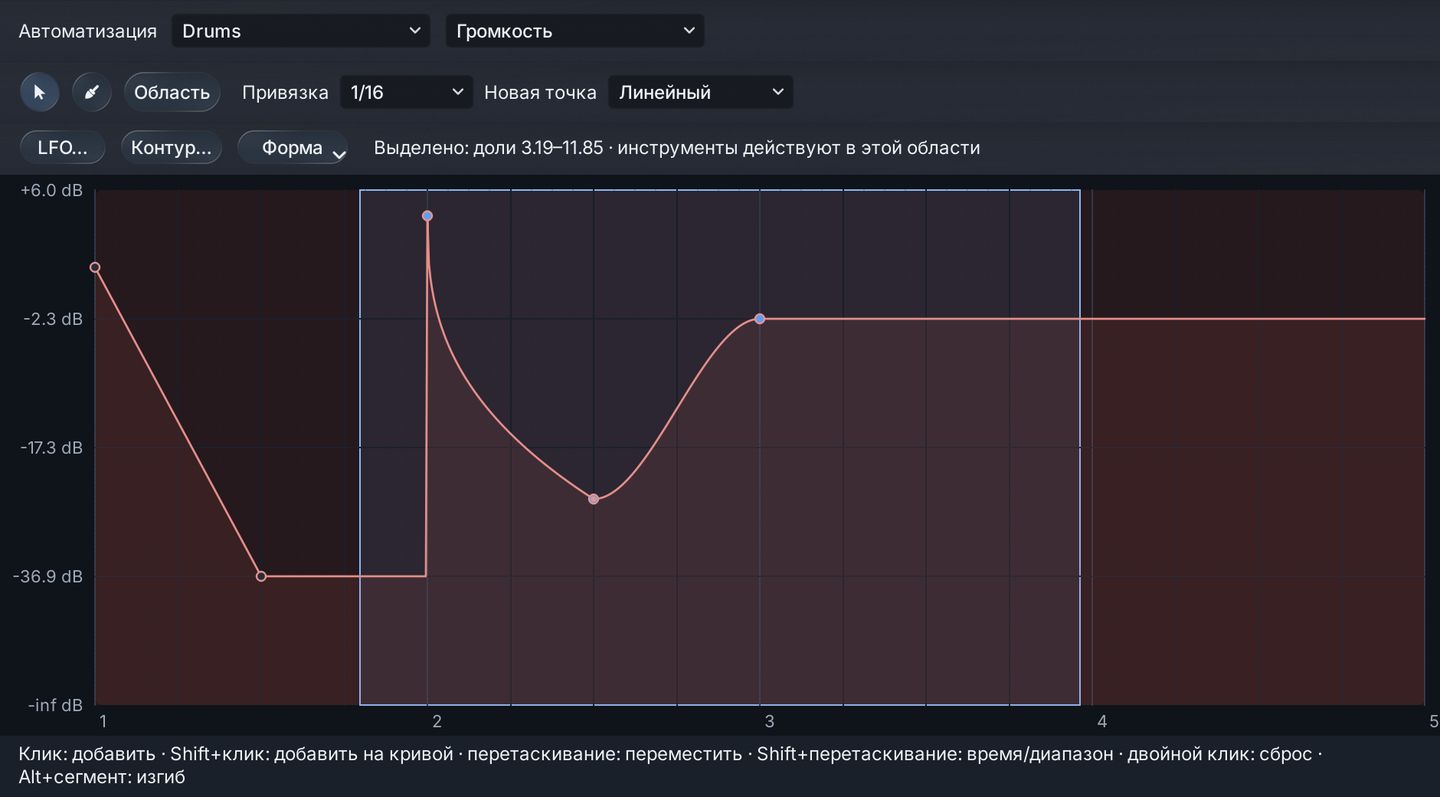 Автоматизация Drums Громкость
Область Привязка 1/16 Новая точка Линейный
LFO... Контур... Форма Выделено: доли 3.19–11.85 · инструменты действуют в этой области
+6.0 dB
-2.3 dB
-17.3 dB
-36.9 dB
-inf dB
1 2 3 4 5
Клик: добавить · Shift+клик: добавить на кривой · перетаскивание: переместить · Shift+перетаскивание: время/диапазон · двойной клик: сброс ·
Alt+сегмент: изгиб